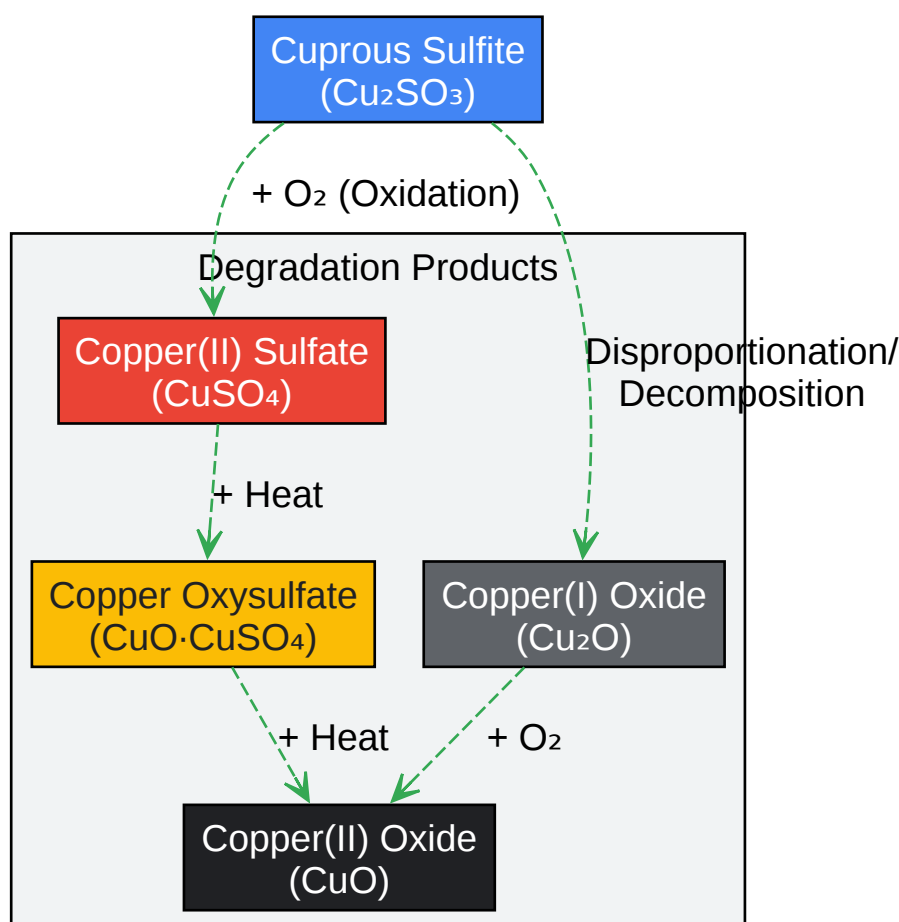 Cuprous Sulfite
(Cu₂SO₃)
+ O₂ (Oxidation)
Degradation Products
Copper(II) Sulfate
(CuSO₄)
Disproportionation/
Decomposition
+ Heat
Copper Oxysulfate
(CuO·CuSO₄)
Copper(I) Oxide
(Cu₂O)
+ Heat
+ O₂
Copper(II) Oxide
(CuO)